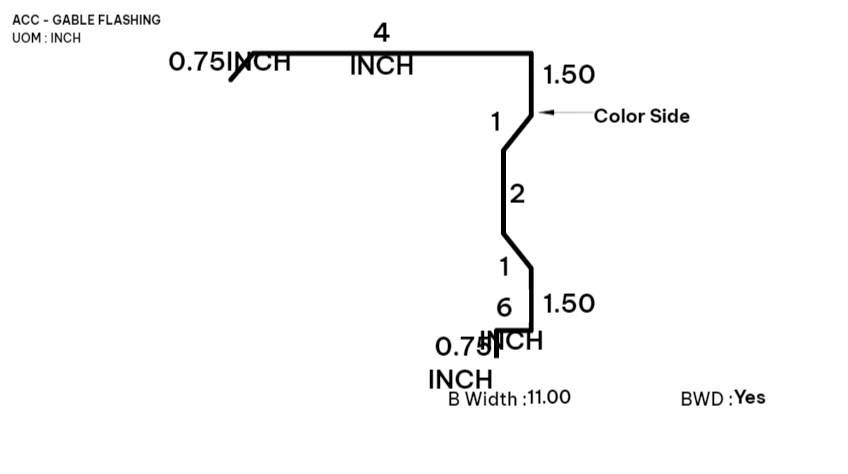 ACC - GABLE FLASHING
UOM : INCH
4
0.75INCH
INCH
1.50
1
Color Side
2
1
6
1.50
INCH
0.75
INCH
B Width :11.00
BWD :Yes